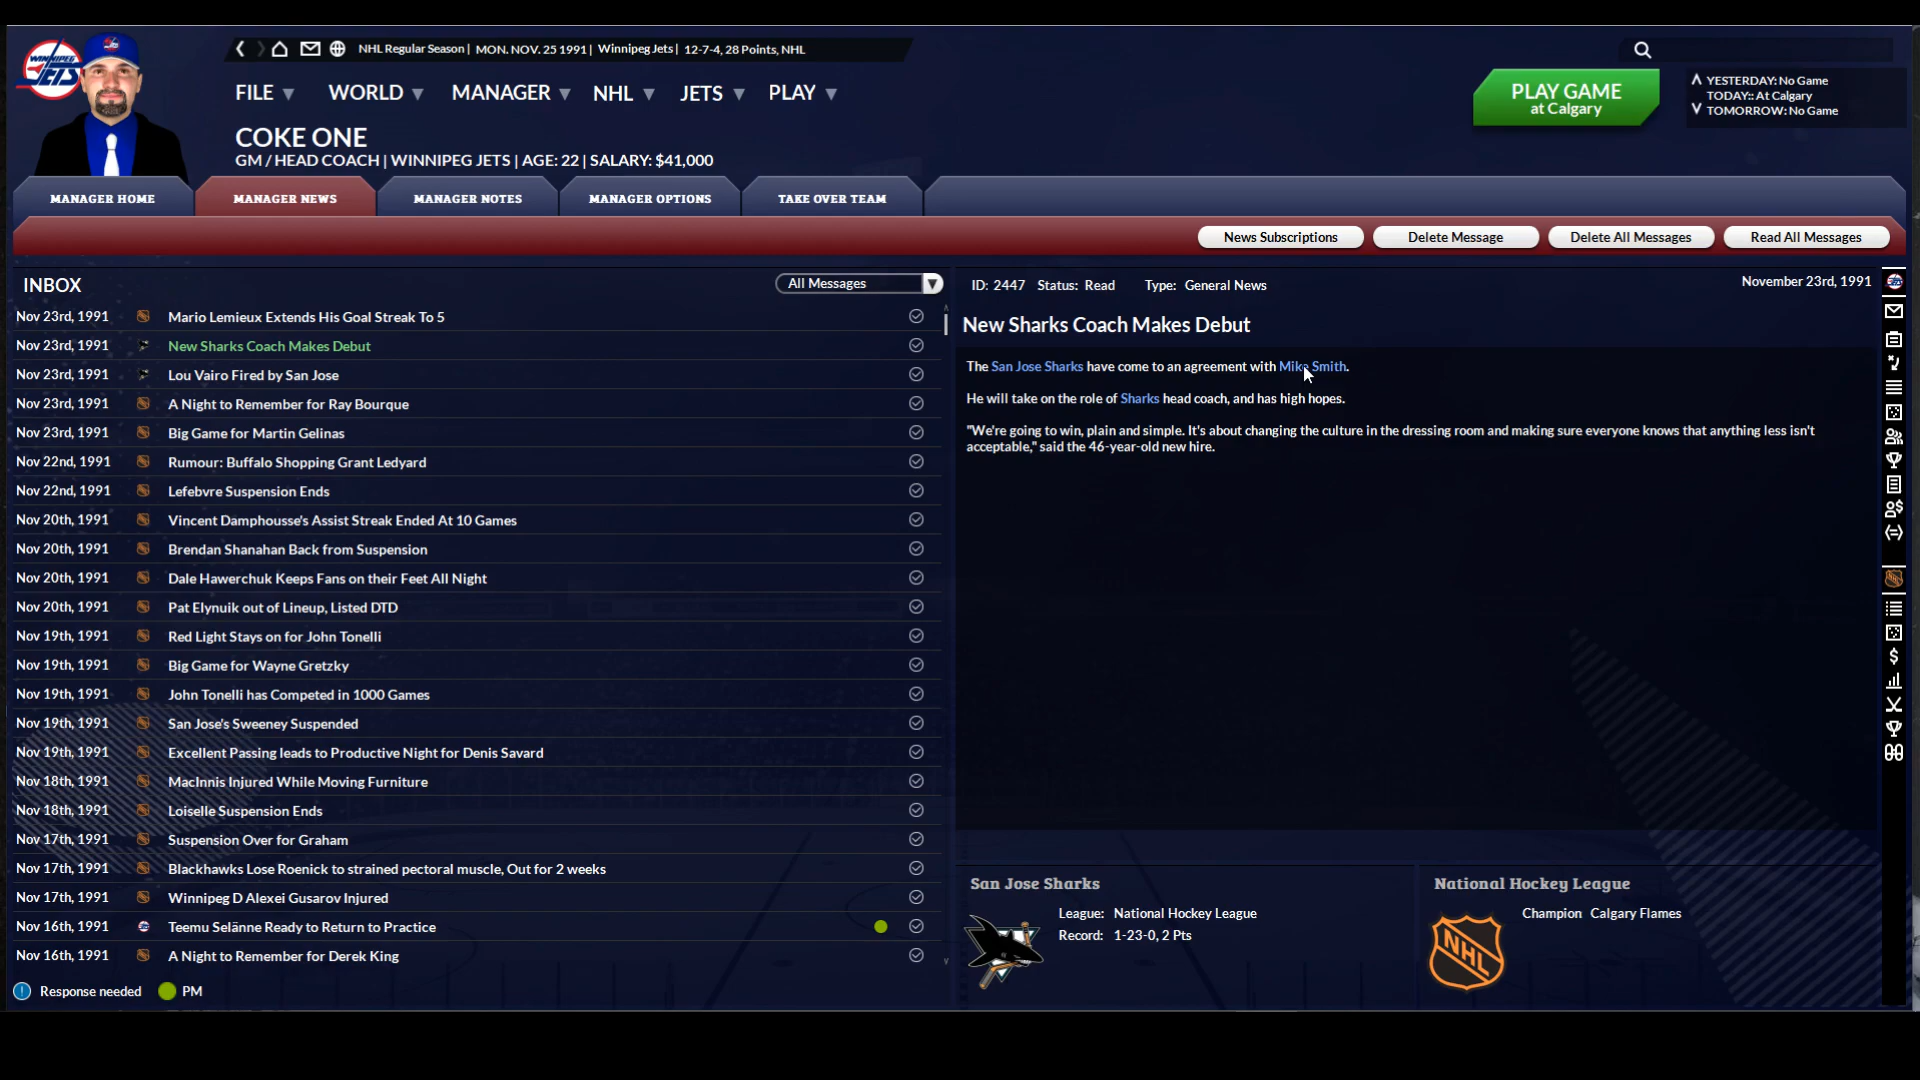 NHL Regular Season | MON. NOV. 25 1991 | Winnipeg Jets | 12-7-4, 28 Points, NHL
FILE WORLD MANAGER NHL JETS PLAY
PLAY GAME
at Calgary
YESTERDAY: No Game
TODAY:: At Calgary
TOMORROW: No Game
WINNIPEG
JETS
COKE ONE
GM / HEAD COACH | WINNIPEG JETS | AGE: 22 | SALARY: $41,000
MANAGER HOME MANAGER NEWS MANAGER NOTES MANAGER OPTIONS TAKE OVER TEAM
News Subscriptions Delete Message Delete All Messages Read All Messages
INBOX All Messages
Nov 23rd, 1991 Mario Lemieux Extends His Goal Streak To 5
Nov 23rd, 1991 New Sharks Coach Makes Debut
Nov 23rd, 1991 Lou Vairo Fired by San Jose
Nov 23rd, 1991 A Night to Remember for Ray Bourque
Nov 23rd, 1991 Big Game for Martin Gelinas
Nov 22nd, 1991 Rumour: Buffalo Shopping Grant Ledyard
Nov 22nd, 1991 Lefebvre Suspension Ends
Nov 20th, 1991 Vincent Damphousse's Assist Streak Ended At 10 Games
Nov 20th, 1991 Brendan Shanahan Back from Suspension
Nov 20th, 1991 Dale Hawerchuk Keeps Fans on their Feet All Night
Nov 20th, 1991 Pat Elynuik out of Lineup, Listed DTD
Nov 19th, 1991 Red Light Stays on for John Tonelli
Nov 19th, 1991 Big Game for Wayne Gretzky
Nov 19th, 1991 John Tonelli has Competed in 1000 Games
Nov 19th, 1991 San Jose's Sweeney Suspended
Nov 19th, 1991 Excellent Passing leads to Productive Night for Denis Savard
Nov 18th, 1991 MacInnis Injured While Moving Furniture
Nov 18th, 1991 Loiselle Suspension Ends
Nov 17th, 1991 Suspension Over for Graham
Nov 17th, 1991 Blackhawks Lose Roenick to strained pectoral muscle, Out for 2 weeks
Nov 17th, 1991 Winnipeg D Alexei Gusarov Injured
Nov 16th, 1991 Teemu Selänne Ready to Return to Practice
Nov 16th, 1991 A Night to Remember for Derek King
Response needed PM
ID: 2447 Status: Read Type: General News November 23rd, 1991
New Sharks Coach Makes Debut
The San Jose Sharks have come to an agreement with Mike Smith.
He will take on the role of Sharks head coach, and has high hopes.
"We're going to win, plain and simple. It's about changing the culture in the dressing room and making sure everyone knows that anything less isn't
acceptable," said the 46-year-old new hire.
San Jose Sharks
League: National Hockey League
Record: 1-23-0, 2 Pts
National Hockey League
Champion Calgary Flames
NHL